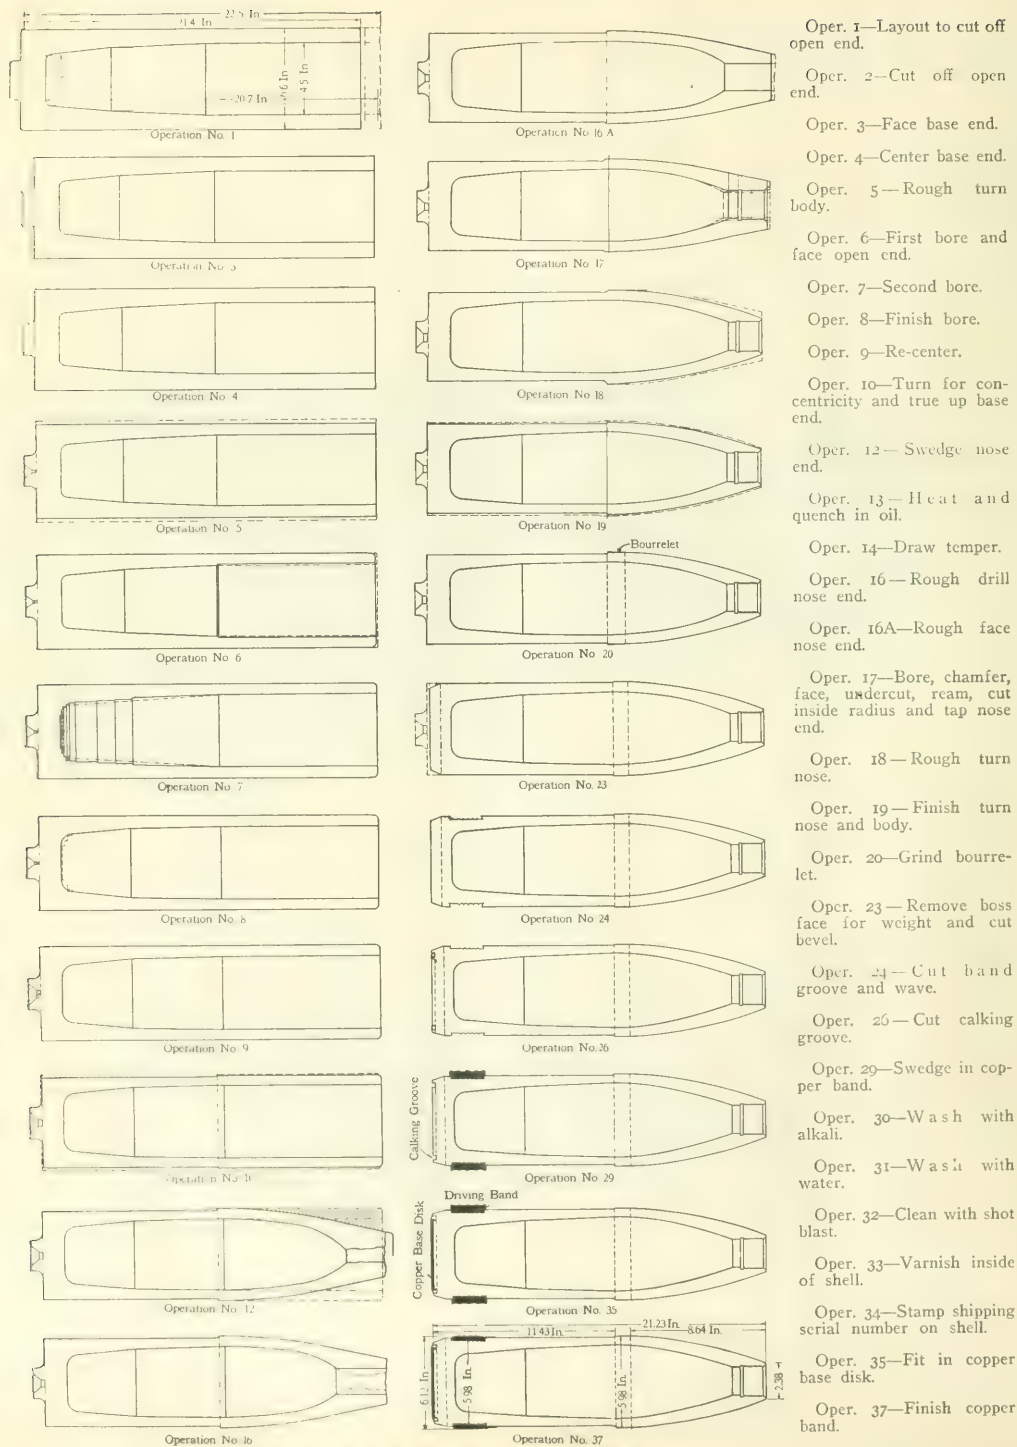 22.5 In
21.4 In
6.6 In
4.5 In
20.7 In
Operation No. 1
Operation No 3
Operation No 4
Operation No 5
Operation No 6
Operation No 7
Operation No 8
Operation No 9
Operation No 10
Operation No 12
Operation No 16
Operation No 16 A
Operation No 17
Operation No 18
Operation No 19
Bourrelet
Operation No 20
Operation No. 23
Operation No 24
Operation No. 26
Calking Groove
Operation No 29
Driving Band
Copper Base Disk
Operation No. 35
21.23 In.
11.43 In.
8.64 In.
6.12 In.
5.98 In.
5.98 In.
2.38
Operation No. 37
Oper. 1—Layout to cut off
open end.
Oper. 2—Cut off open
end.
Oper. 3—Face base end.
Oper. 4—Center base end.
Oper. 5—Rough turn
body.
Oper. 6—First bore and
face open end.
Oper. 7—Second bore.
Oper. 8—Finish bore.
Oper. 9—Re-center.
Oper. 10—Turn for con-
centricity and true up base
end.
Oper. 12—Swedge nose
end.
Oper. 13—Heat and
quench in oil.
Oper. 14—Draw temper.
Oper. 16—Rough drill
nose end.
Oper. 16A—Rough face
nose end.
Oper. 17—Bore, chamfer,
face, undercut, ream, cut
inside radius and tap nose
end.
Oper. 18—Rough turn
nose.
Oper. 19—Finish turn
nose and body.
Oper. 20—Grind bourre-
let.
Oper. 23—Remove boss
face for weight and cut
bevel.
Oper. 24—Cut band
groove and wave.
Oper. 26—Cut calking
groove.
Oper. 29—Swedge in cop-
per band.
Oper. 30—Wash with
alkali.
Oper. 31—Wash with
water.
Oper. 32—Clean with shot
blast.
Oper. 33—Varnish inside
of shell.
Oper. 34—Stamp shipping
serial number on shell.
Oper. 35—Fit in copper
base disk.
Oper. 37—Finish copper
band.